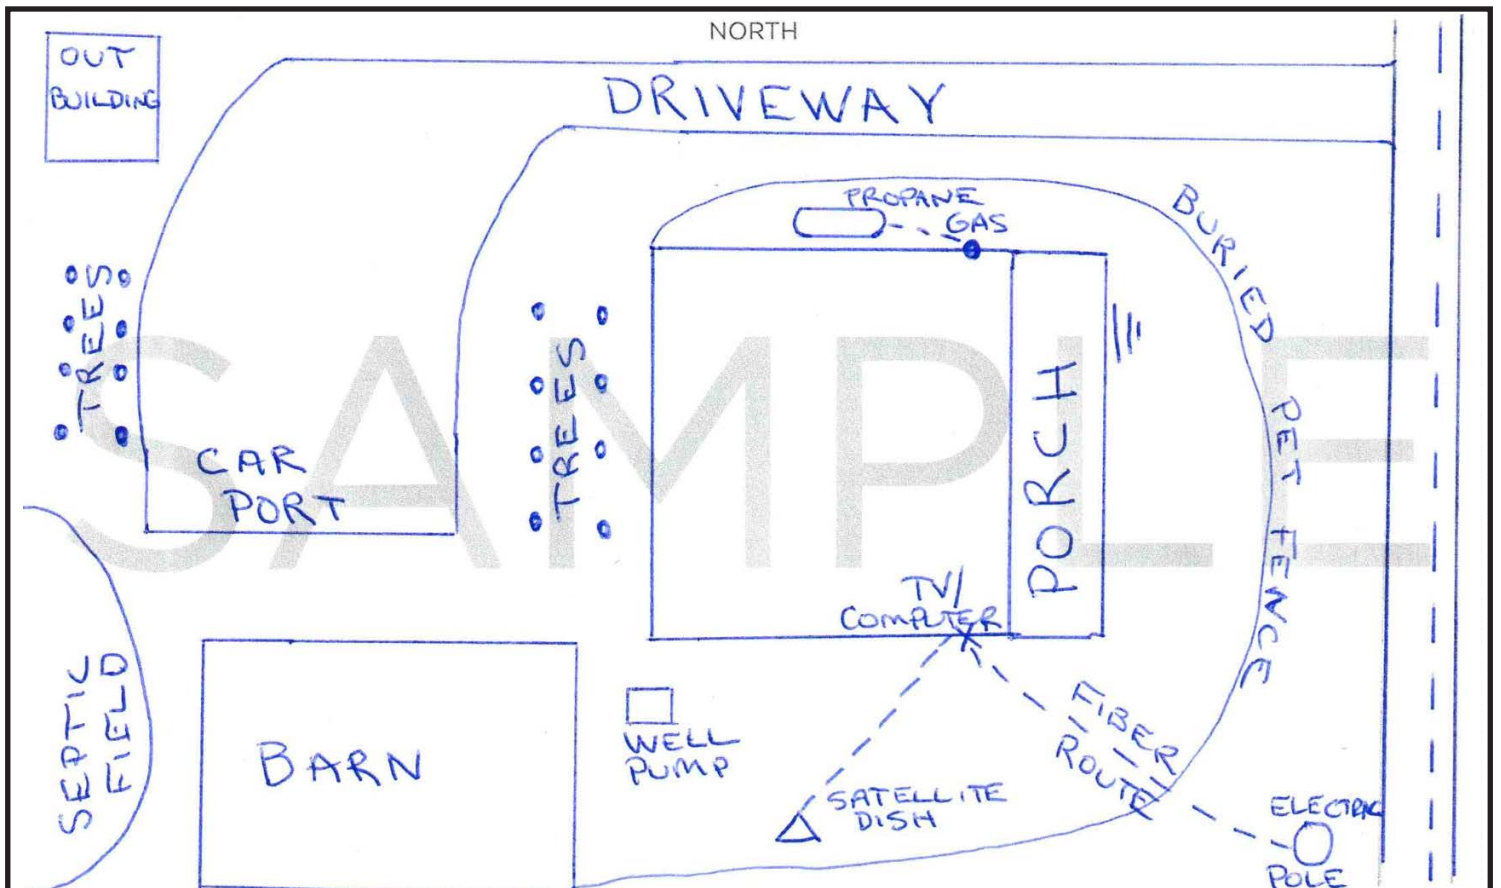 NORTH
OUT
BUILDING
DRIVEWAY
PROPANE
GAS
BURIED PET FENCE
TREES
TREES
SAMPLE
CAR
PORT
PORCH
TV/
COMPUTER
SEPTIC
FIELD
BARN
WELL
PUMP
SATELLITE
DISH
FIBER
ROUTE
ELECTRIC
POLE